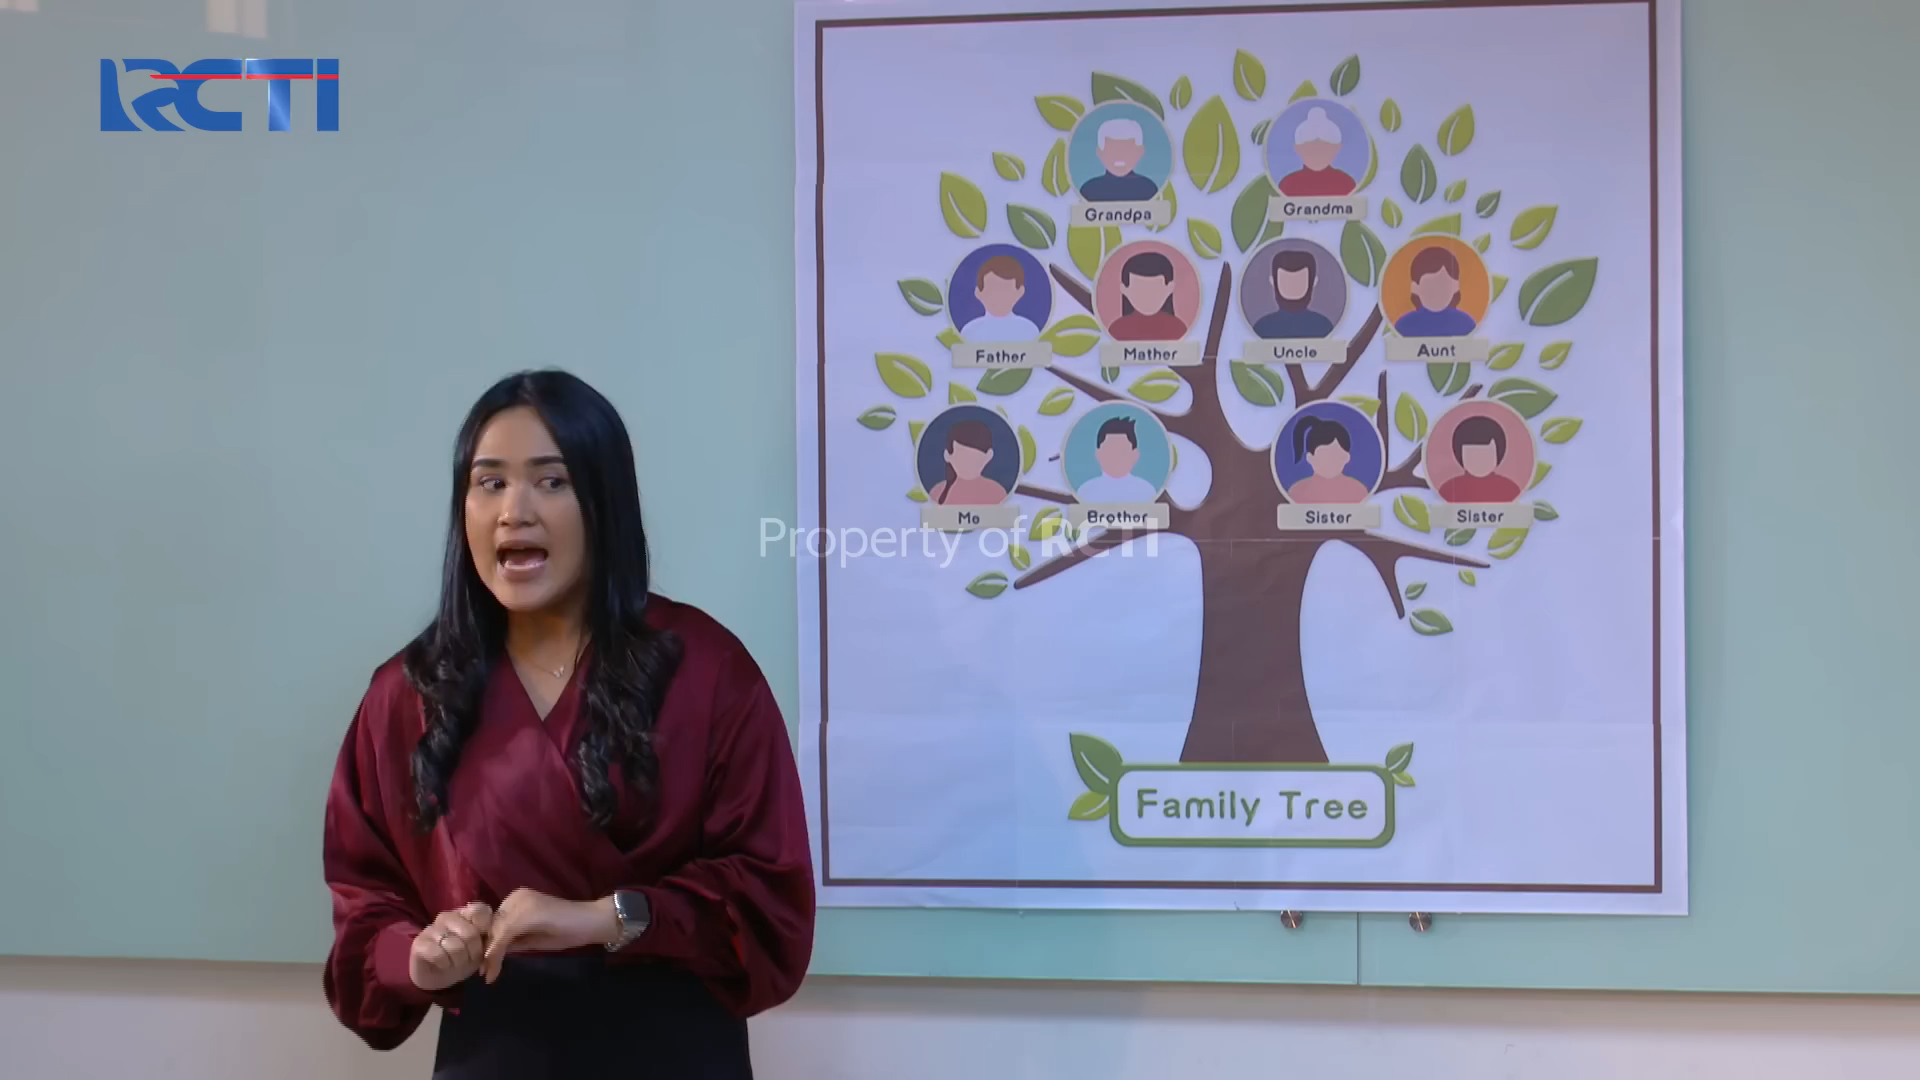 RCTI
Grandpa
Grandma
Father
Mather
Uncle
Aunt
Me
Brother
Sister
Sister
Property of RCTI
Family Tree